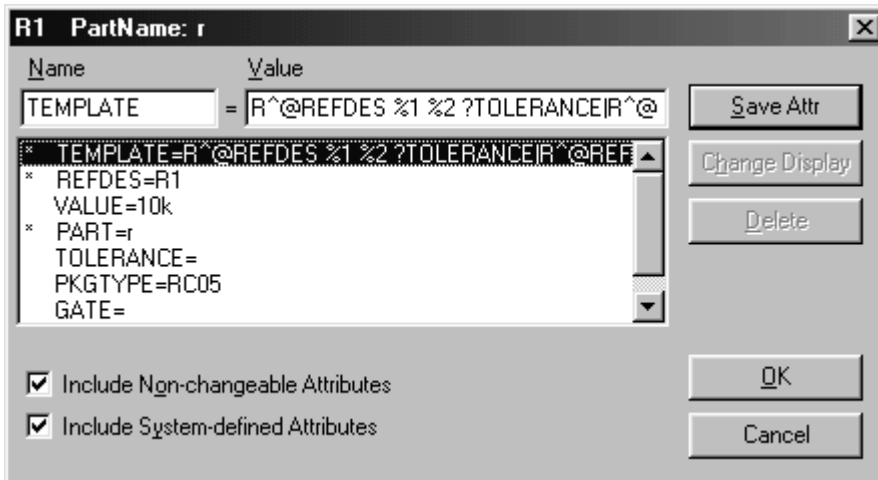 R1 PartName: r
Name Value
TEMPLATE = R^@REFDES %1 %2 ?TOLERANCE|R^@
Save Attr
* TEMPLATE=R^@REFDES %1 %2 ?TOLERANCE|R^@REF
Change Display
* REFDES=R1
VALUE=10k
Delete
* PART=r
TOLERANCE=
PKGTYPE=RC05
GATE=
Include Non-changeable Attributes
OK
Include System-defined Attributes
Cancel